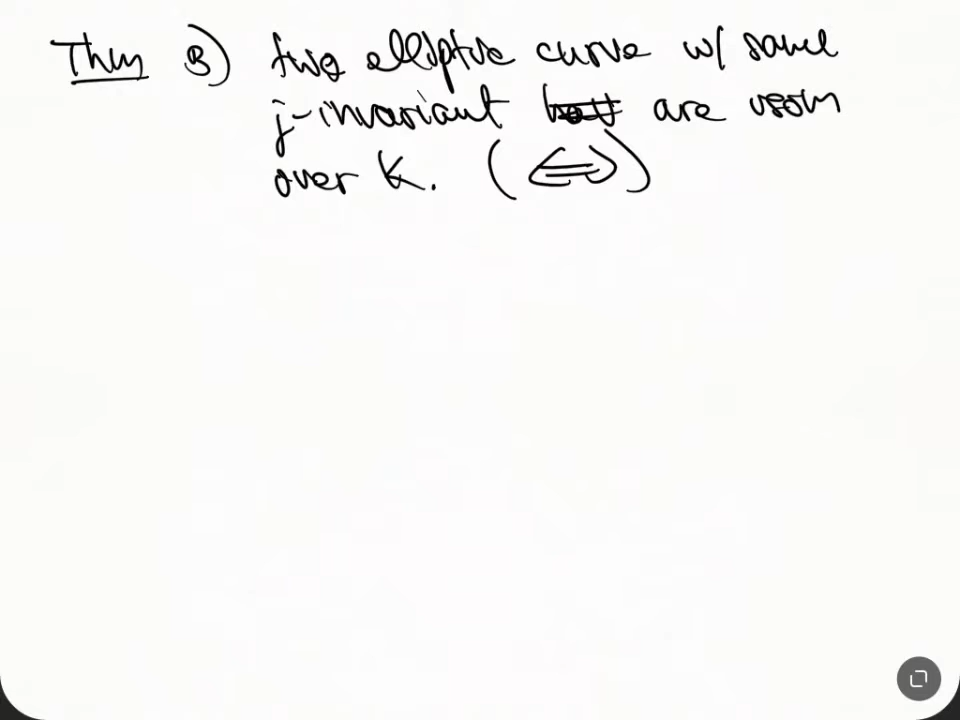 Thm B) two elliptic curve w/ same
j-invariant are isom
over K. (⟺)